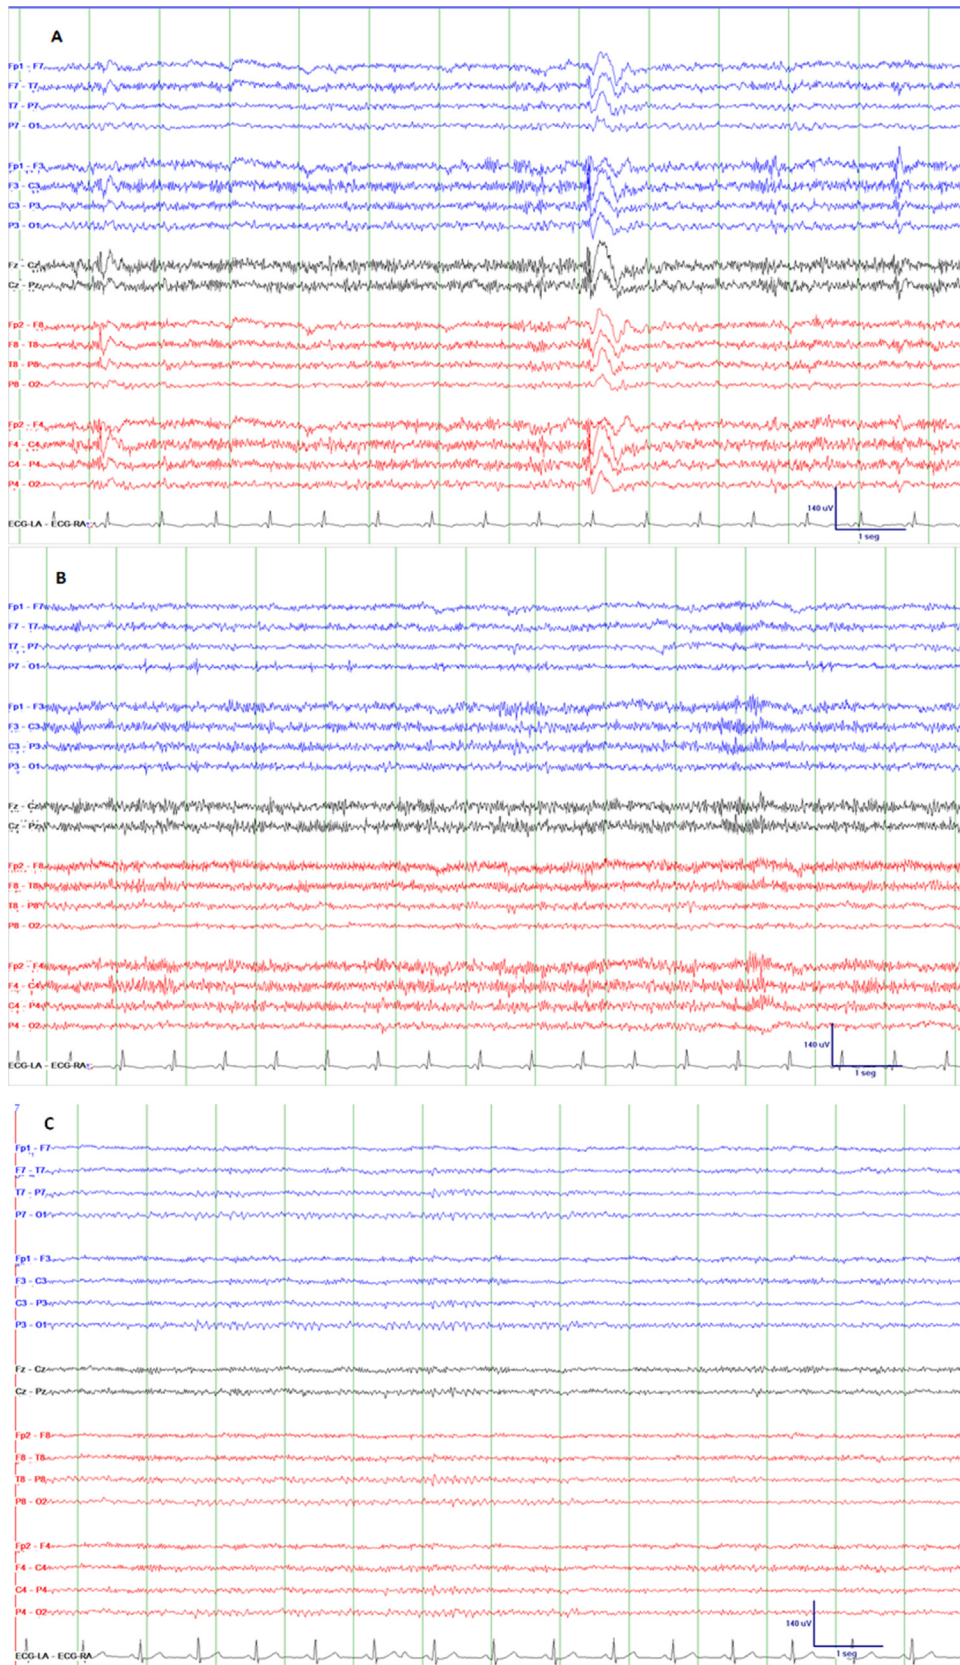 A
Fp1 - F7
F7 - T7
T7 - P7
P7 - O1
Fp1 - F3
F3 - C3
C3 - P3
P3 - O1
Fz - Cz
Cz - Pz
Fp2 - F8
F8 - T8
T8 - P8
P8 - O2
Fp2 - F4
F4 - C4
C4 - P4
P4 - O2
140 uV
ECG-LA - ECG-RA
1 seg
B
Fp1 - F7
F7 - T7
T7 - P7
P7 - O1
Fp1 - F3
F3 - C3
C3 - P3
P3 - O1
Fz - Cz
Cz - Pz
Fp2 - F8
F8 - T8
T8 - P8
P8 - O2
Fp2 - F4
F4 - C4
C4 - P4
P4 - O2
140 uV
ECG-LA - ECG-RA
1 seg
7
C
Fp1 - F7
F7 - T7
T7 - P7
P7 - O1
Fp1 - F3
F3 - C3
C3 - P3
P3 - O1
Fz - Cz
Cz - Pz
Fp2 - F8
F8 - T8
T8 - P8
P8 - O2
Fp2 - F4
F4 - C4
C4 - P4
P4 - O2
140 uV
ECG-LA - ECG-RA
1 seg